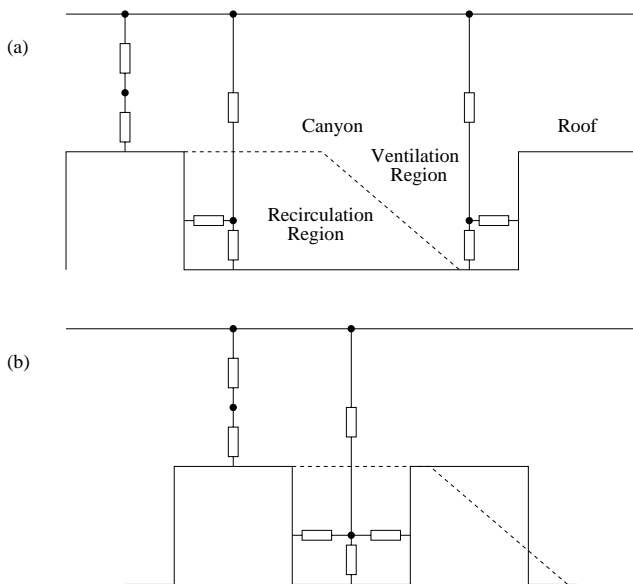 (a)
Canyon
Roof
Ventilation
Region
Recirculation
Region
(b)